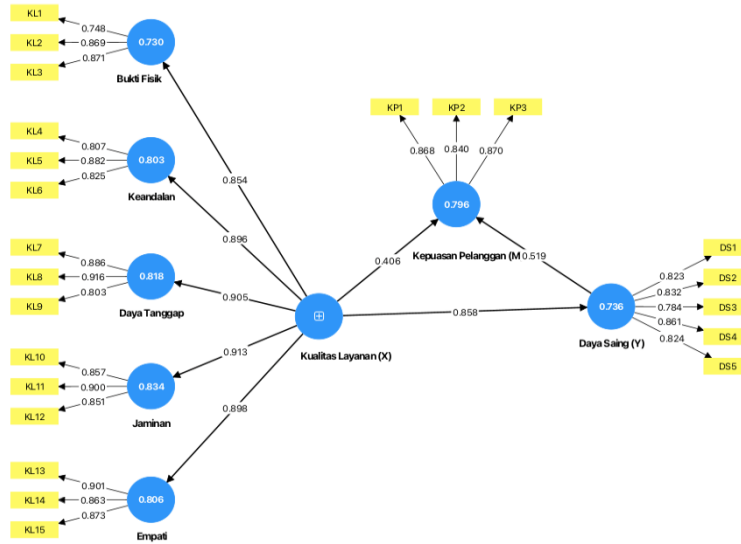 KL1
0.748
KL2
0.869
0.730
KL3
0.871
Bukti Fisik
KL4
0.807
KL5
0.882
0.803
KL6
0.825
Keandalan
KL7
0.886
KL8
0.916
0.818
KL9
0.803
Daya Tanggap
KL10
0.857
KL11
0.900
0.834
KL12
0.851
Jaminan
KL13
0.901
KL14
0.863
0.806
KL15
0.873
Empati
0.854
0.896
0.905
0.913
0.898
Kualitas Layanan (X)
KP1
KP2
KP3
0.868
0.840
0.870
0.796
Kepuasan Pelanggan (M
0.406
0.519
0.858
0.736
Daya Saing (Y)
DS1
0.823
DS2
0.832
DS3
0.784
DS4
0.861
DS5
0.824